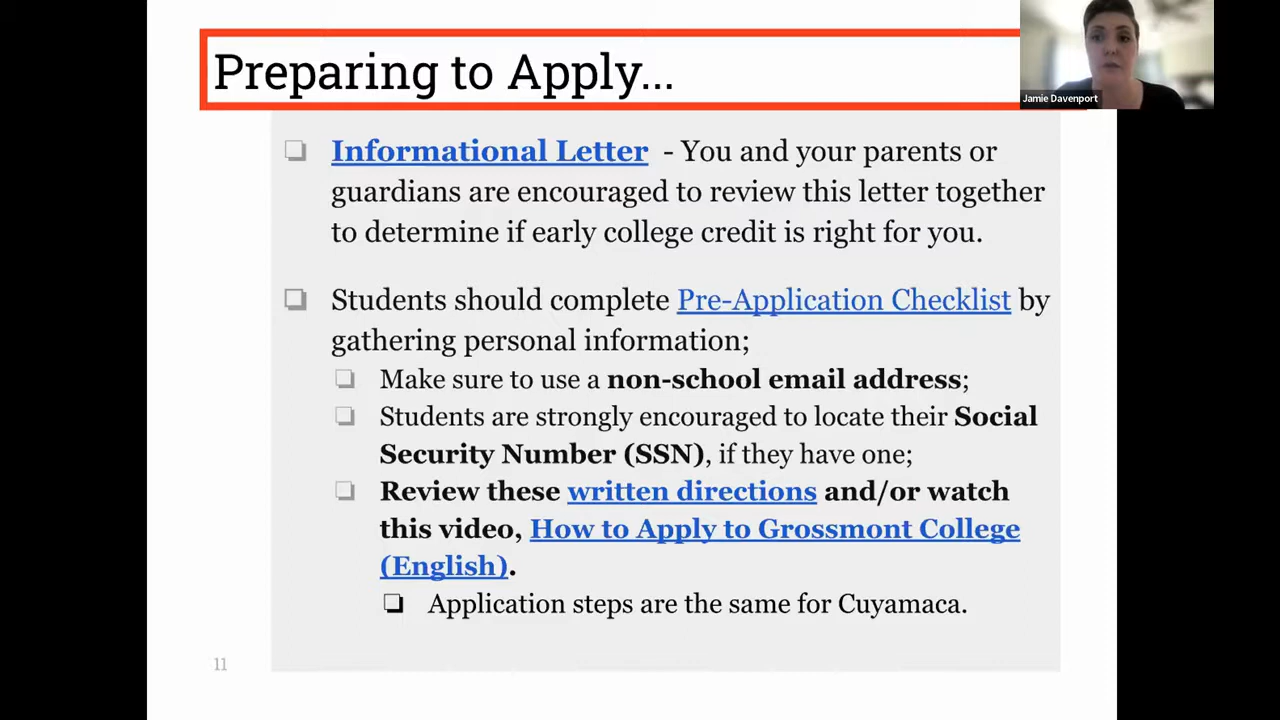 Preparing to Apply...
Jamie Davenport
Informational Letter - You and your parents or
guardians are encouraged to review this letter together
to determine if early college credit is right for you.
Students should complete Pre-Application Checklist by
gathering personal information;
Make sure to use a non-school email address;
Students are strongly encouraged to locate their Social
Security Number (SSN), if they have one;
Review these written directions and/or watch
this video, How to Apply to Grossmont College
(English).
Application steps are the same for Cuyamaca.
11